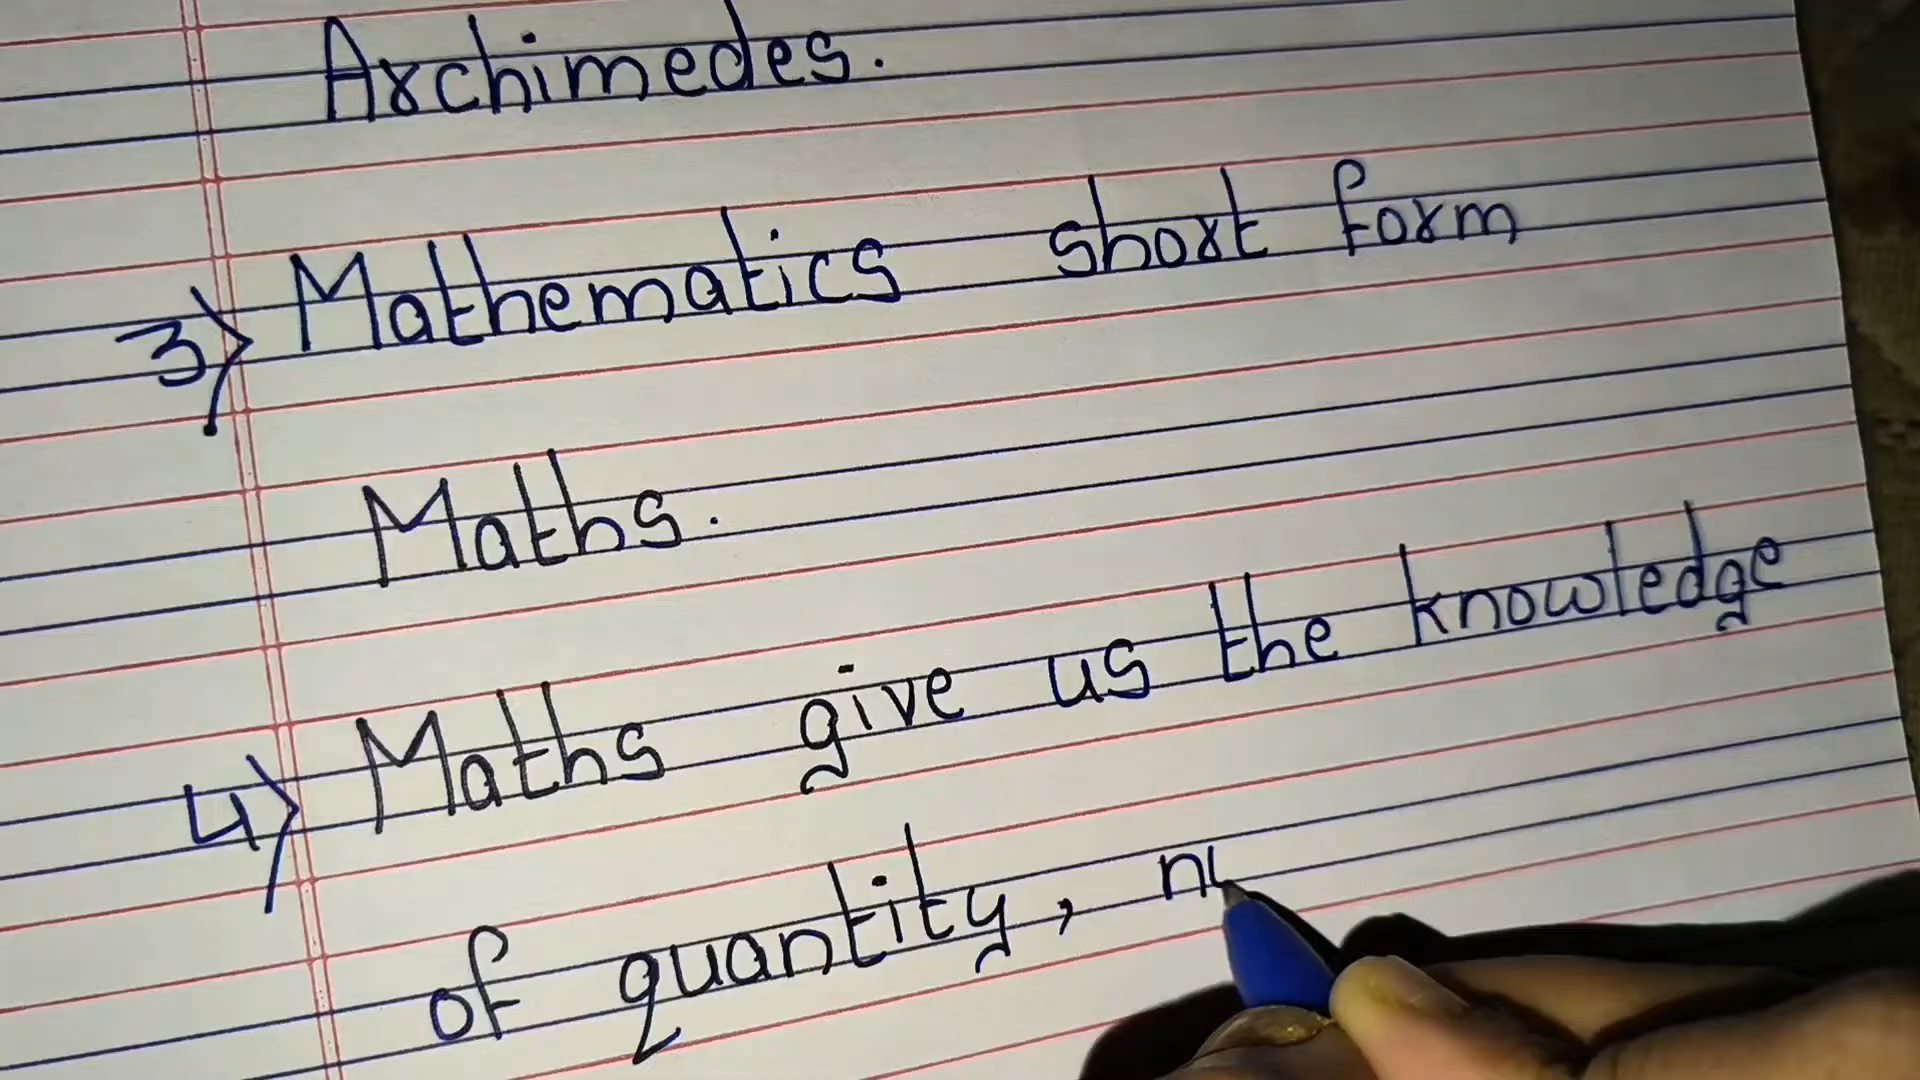 Archimedes.
3) Mathematics short form
Maths.
4) Maths give us the knowledge
of quantity,